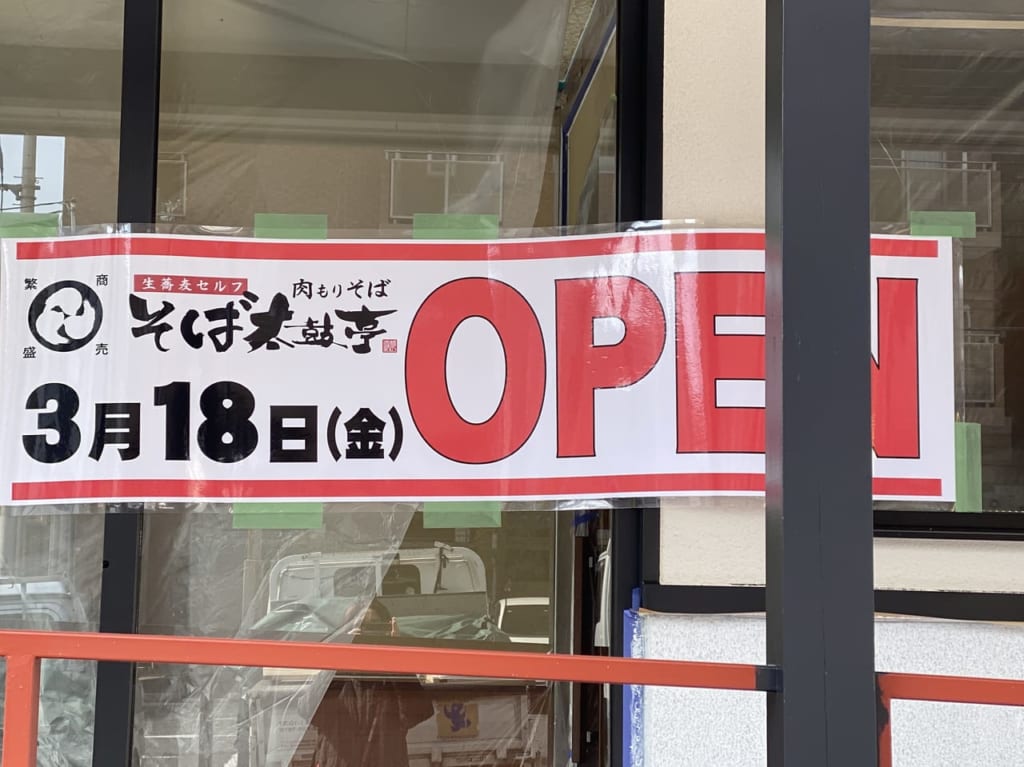 商売
繁盛
生蕎麦セルフ
肉もりそば
そば太鼓亭
3月18日(金)
OPEN